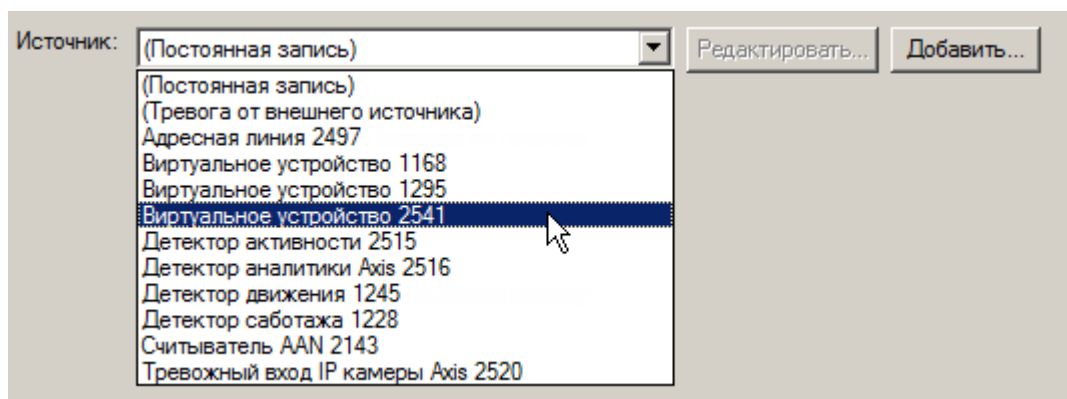 Источник: (Постоянная запись) Редактировать... Добавить...
(Постоянная запись)
(Тревога от внешнего источника)
Адресная линия 2497
Виртуальное устройство 1168
Виртуальное устройство 1295
Виртуальное устройство 2541
Детектор активности 2515
Детектор аналитики Axis 2516
Детектор движения 1245
Детектор саботажа 1228
Считыватель AAN 2143
Тревожный вход IP камеры Axis 2520